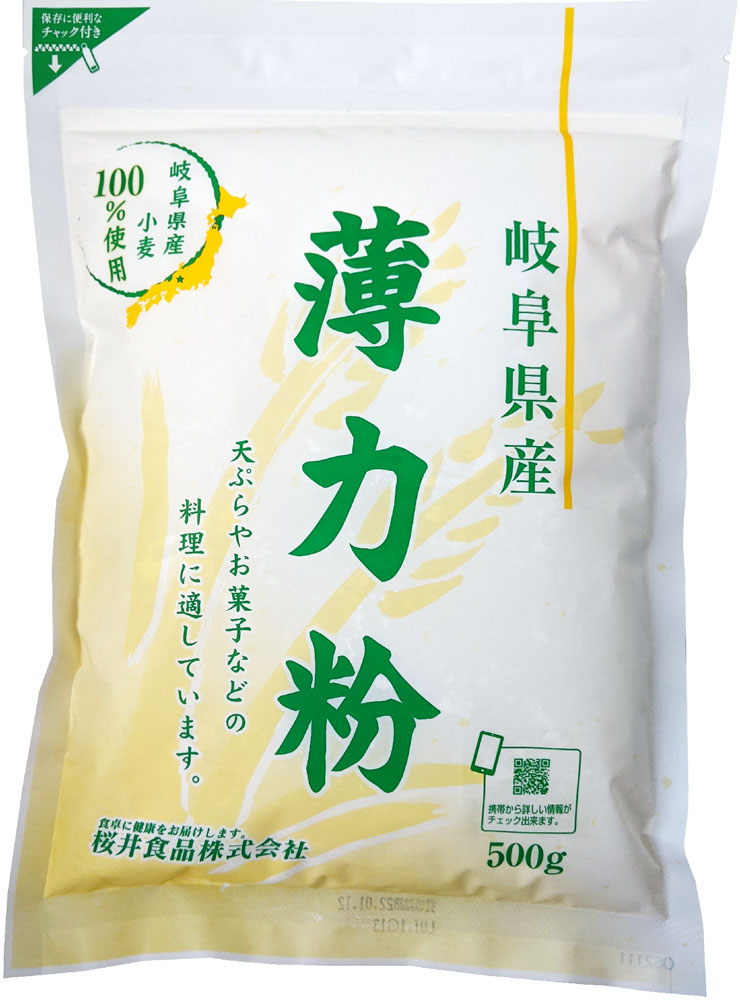 保存に便利な
チャック付き
岐阜県産
小麦
100%使用
岐阜県産
薄力粉
天ぷらやお菓子などの
料理に適しています。
携帯から詳しい情報が
チェック出来ます。
食卓に健康をお届けします。
桜井食品株式会社
500g